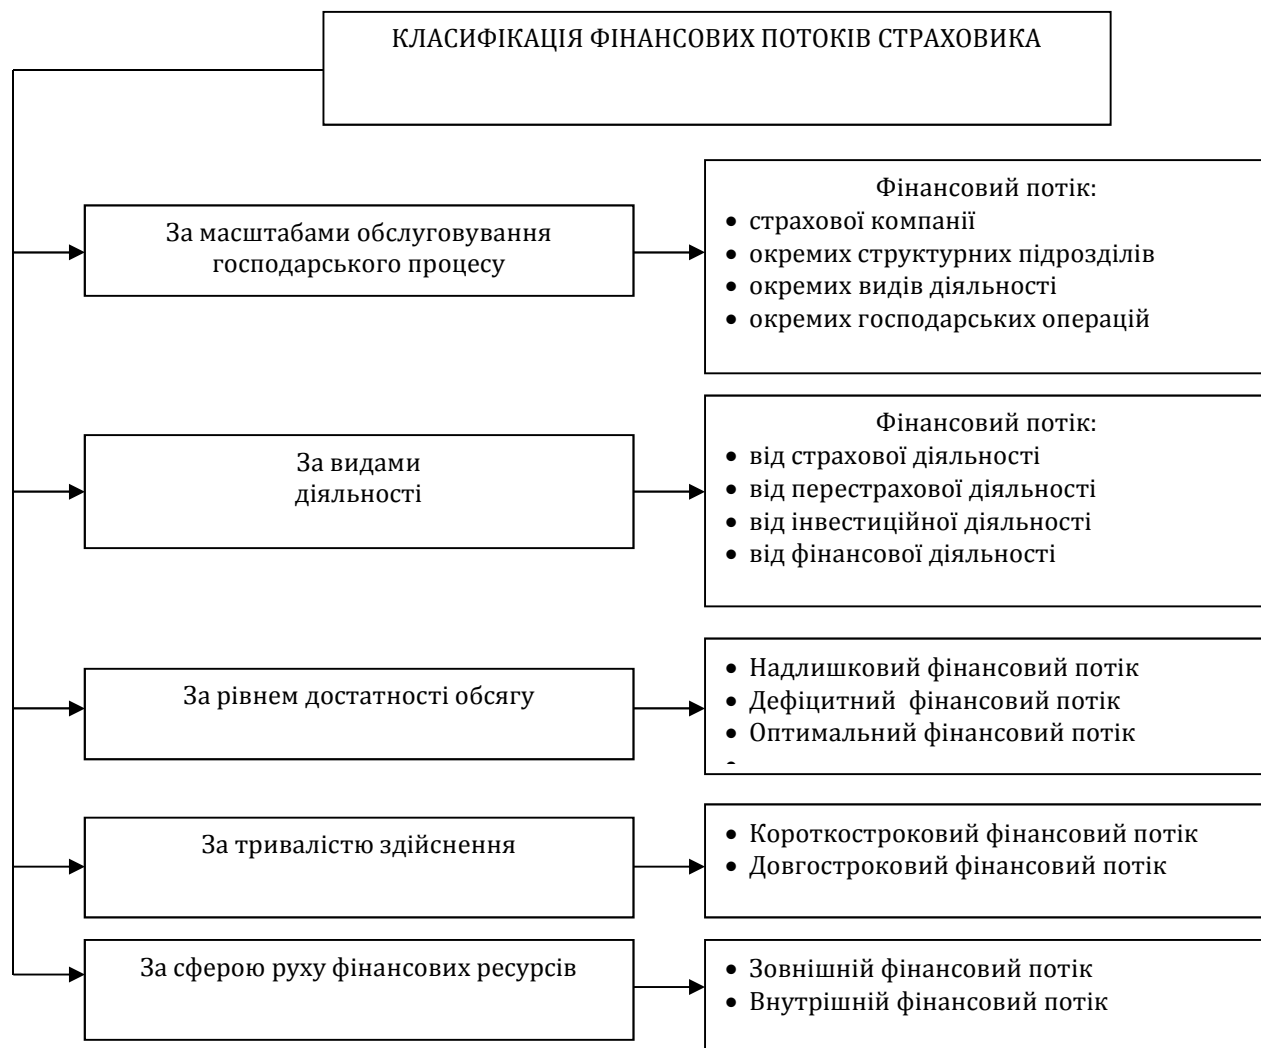 КЛАСИФІКАЦІЯ ФІНАНСОВИХ ПОТОКІВ СТРАХОВИКА
За масштабами обслуговування
господарського процесу
Фінансовий потік:
• страхової компанії
• окремих структурних підрозділів
• окремих видів діяльності
• окремих господарських операцій
За видами
діяльності
Фінансовий потік:
• від страхової діяльності
• від перестрахової діяльності
• від інвестиційної діяльності
• від фінансової діяльності
За рівнем достатності обсягу
• Надлишковий фінансовий потік
• Дефіцитний фінансовий потік
• Оптимальний фінансовий потік
•
За тривалістю здійснення
• Короткостроковий фінансовий потік
• Довгостроковий фінансовий потік
За сферою руху фінансових ресурсів
• Зовнішній фінансовий потік
• Внутрішній фінансовий потік